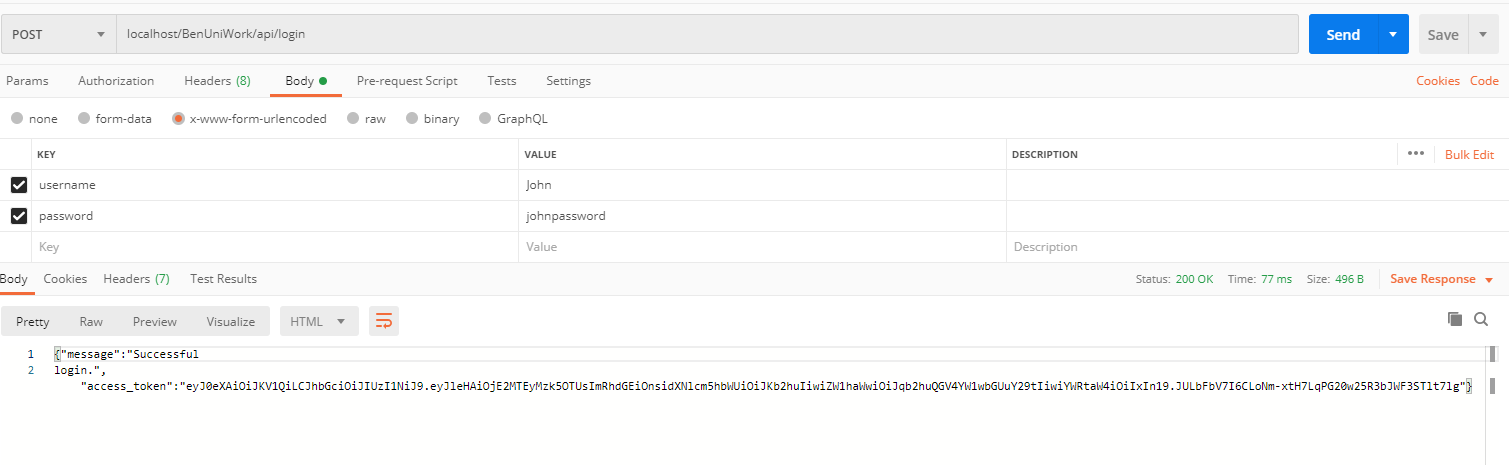 POST localhost/BenUniWork/api/login Send Save
Params Authorization Headers (8) Body Pre-request Script Tests Settings Cookies Code
none form-data x-www-form-urlencoded raw binary GraphQL
KEY VALUE DESCRIPTION ••• Bulk Edit
username John
password johnpassword
Key Value Description
Body Cookies Headers (7) Test Results Status: 200 OK Time: 77 ms Size: 496 B Save Response
Pretty Raw Preview Visualize HTML
1 {"message":"Successful
2 login.",
"access_token":"eyJ0eXAiOiJKV1QiLCJhbGciOiJIUzI1NiJ9.eyJleHAiOjE2MTEyMzk5OTUsImRhdGEiOnsidXNlcm5hbWUiOiJKb2huIiwiZW1haWwiOiJqb2huQGV4YW1wbGUuY29tIiwiYWRtaW4iOiIxIn19.JULbFbV7I6CLoNm-xtH7LqPG20w25R3bJWF3STlt7lg"}